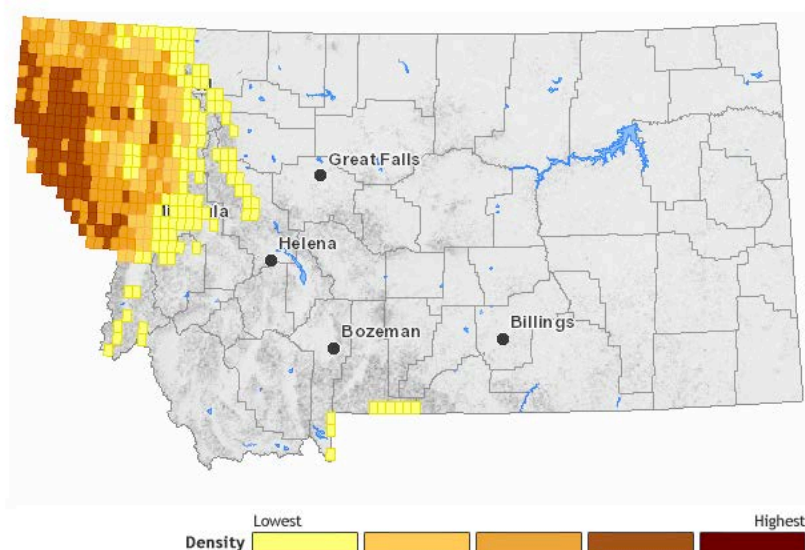 Great Falls
Helena
Bozeman
Billings
Lowest
Highest
Density